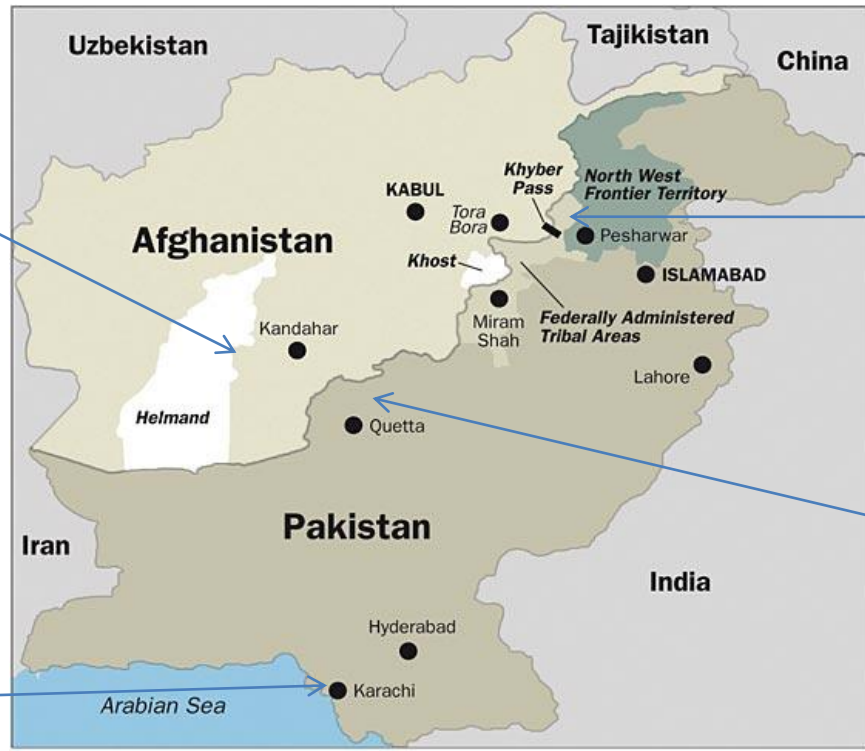 Uzbekistan
Tajikistan
China
KABUL
Tora
Bora
Khyber
Pass
North West
Frontier Territory
Afghanistan
Pesharwar
Khost
ISLAMABAD
Miram
Shah
Federally Administered
Tribal Areas
Kandahar
Lahore
Helmand
Quetta
Pakistan
Iran
India
Hyderabad
Karachi
Arabian Sea